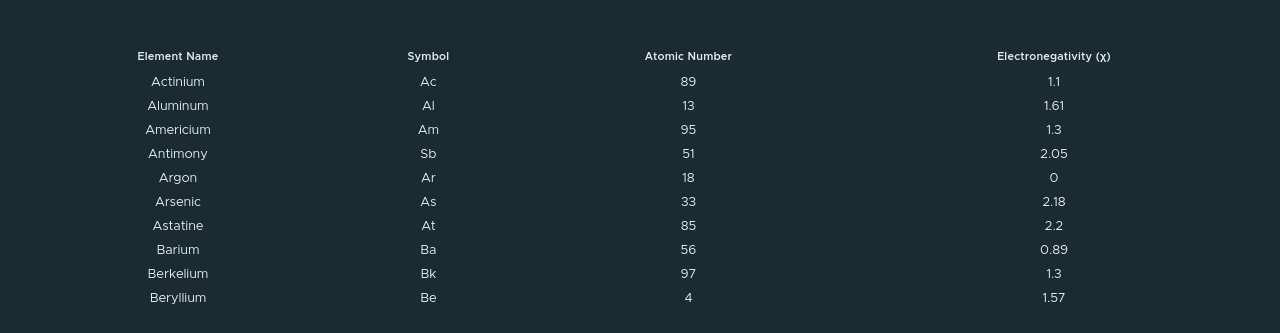 Element Name Symbol Atomic Number Electronegativity (χ)
Actinium Ac 89 1.1
Aluminum Al 13 1.61
Americium Am 95 1.3
Antimony Sb 51 2.05
Argon Ar 18 0
Arsenic As 33 2.18
Astatine At 85 2.2
Barium Ba 56 0.89
Berkelium Bk 97 1.3
Beryllium Be 4 1.57